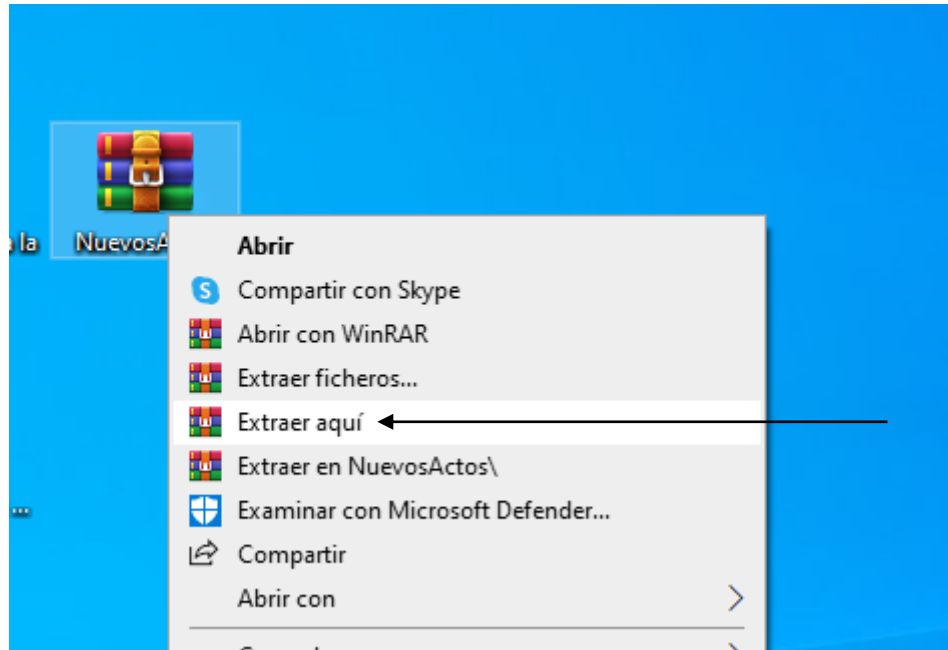 a la
NuevosA
Abrir
Compartir con Skype
Abrir con WinRAR
Extraer ficheros...
Extraer aquí
Extraer en NuevosActos\
Examinar con Microsoft Defender...
...
Compartir
Abrir con